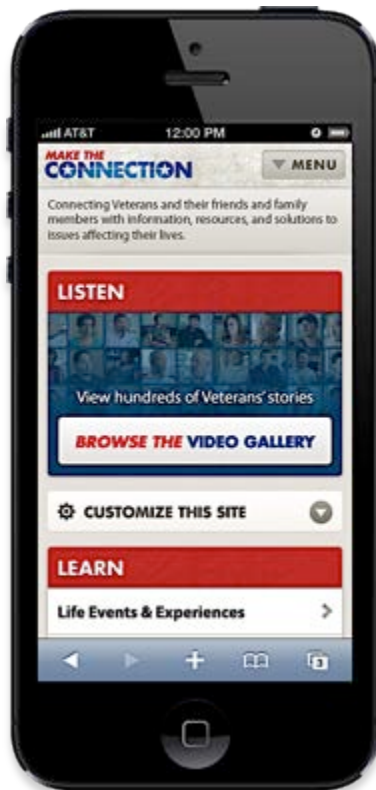 AT&T 12:00 PM
MAKE THE
CONNECTION
MENU
Connecting Veterans and their friends and family
members with information, resources, and solutions to
issues affecting their lives.
LISTEN
View hundreds of Veterans' stories
BROWSE THE VIDEO GALLERY
CUSTOMIZE THIS SITE
LEARN
Life Events & Experiences
3